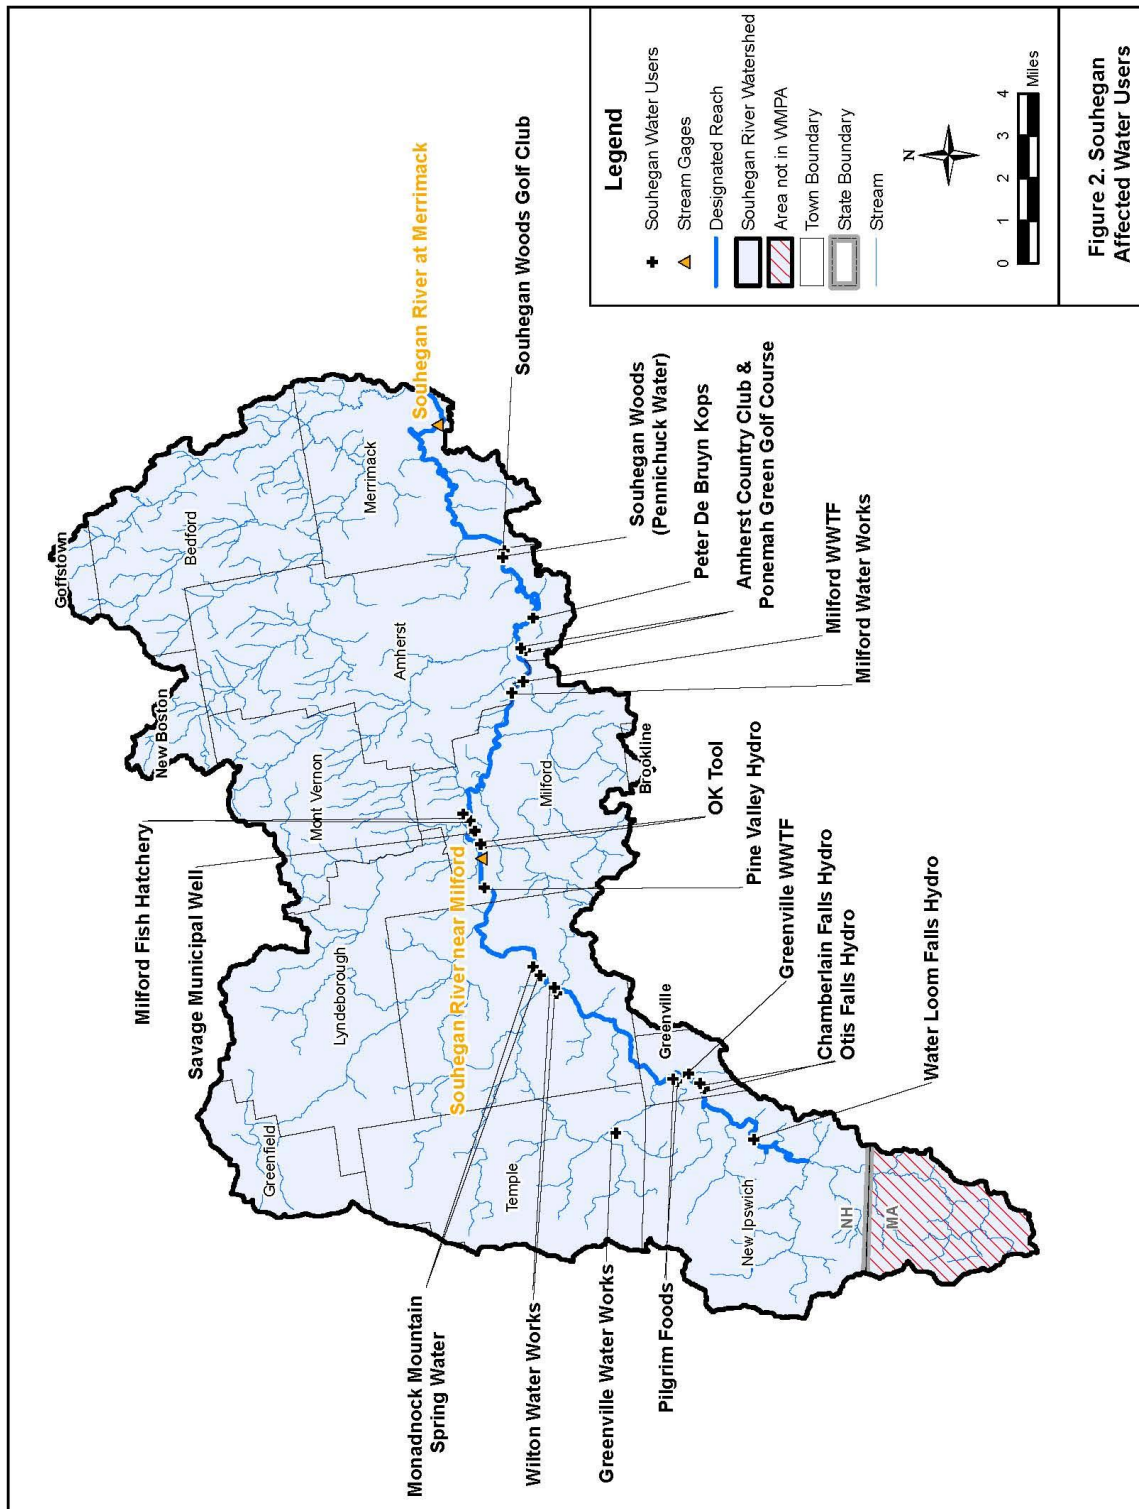 Milford Fish Hatchery
Savage Municipal Well
Souhegan River near Milford
Monadnock Mountain
Spring Water
Wilton Water Works
Greenville Water Works
Pilgrim Foods
Goffstown
New Boston
Bedford
Merrimack
Mont Vernon
Amherst
Lyndeborough
Greenfield
Milford
Brookline
Temple
Greenville
New Ipswich
NH
MA
Souhegan River at Merrimack
Souhegan Woods Golf Club
Souhegan Woods
(Pennichuck Water)
Peter De Bruyn Kops
Amherst Country Club &
Ponemah Green Golf Course
Milford WWTF
Milford Water Works
OK Tool
Pine Valley Hydro
Greenville WWTF
Chamberlain Falls Hydro
Otis Falls Hydro
Water Loom Falls Hydro
Legend
Souhegan Water Users
Stream Gages
Designated Reach
Souhegan River Watershed
Area not in WMPA
Town Boundary
State Boundary
Stream
N
0 1 2 3 4
Miles
Figure 2. Souhegan
Affected Water Users